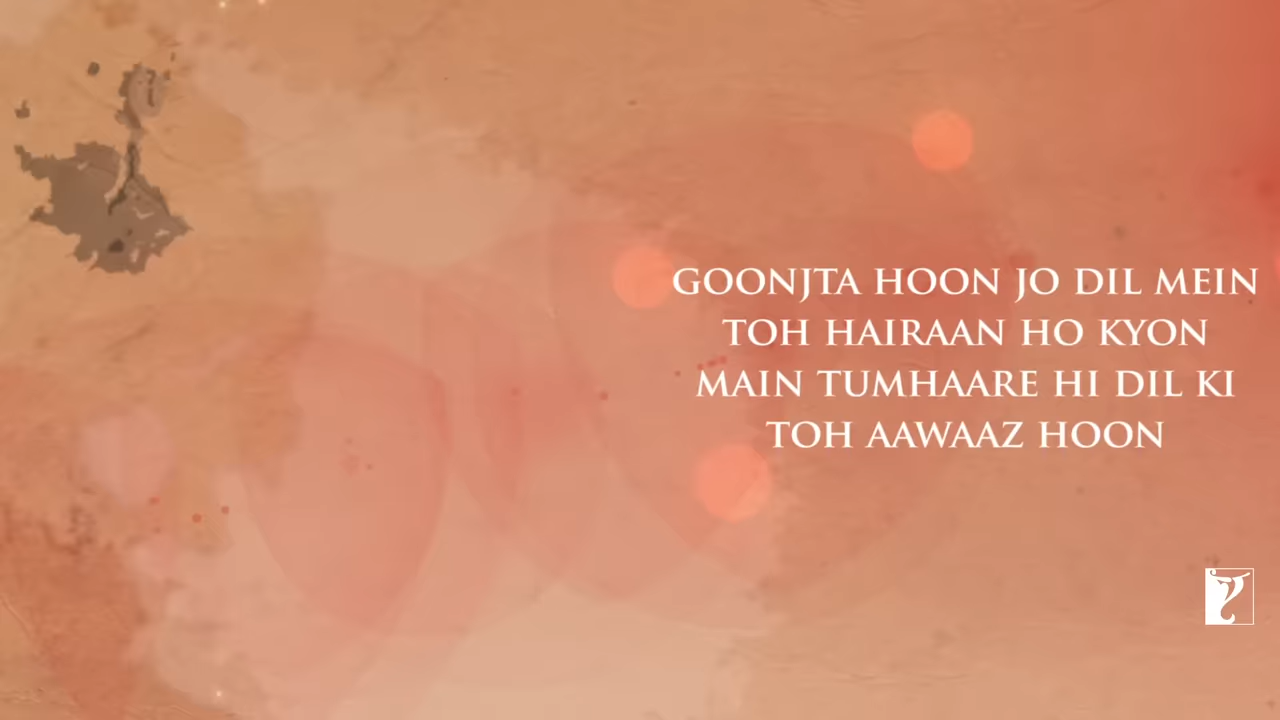 GOONJTA HOON JO DIL MEIN
TOH HAIRAAN HO KYON
MAIN TUMHAARE HI DIL KI
TOH AAWAAZ HOON